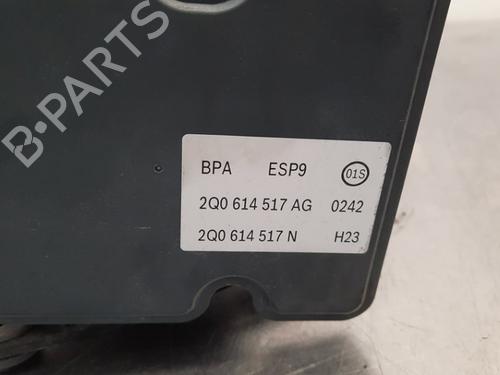 B-PARTS
BPA ESP9 01S
2Q0 614 517 AG 0242
2Q0 614 517 N H23